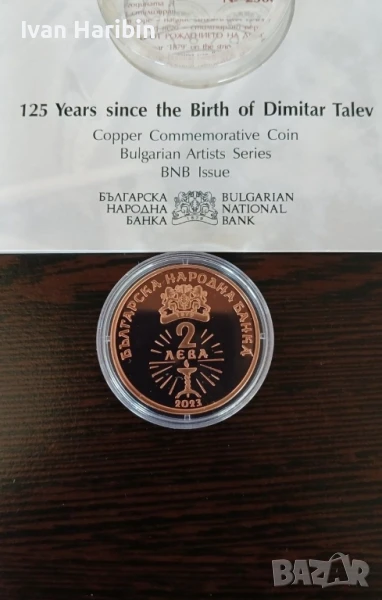 Ivan Haribin
125 Years since the Birth of Dimitar Talev
Copper Commemorative Coin
Bulgarian Artists Series
BNB Issue
БЪЛГАРСКА
НАРОДНА
БАНКА
BULGARIAN
NATIONAL
BANK
БЪЛГАРСКА НАРОДНА БАНКА
2
ЛЕВА
2023
БАZАР